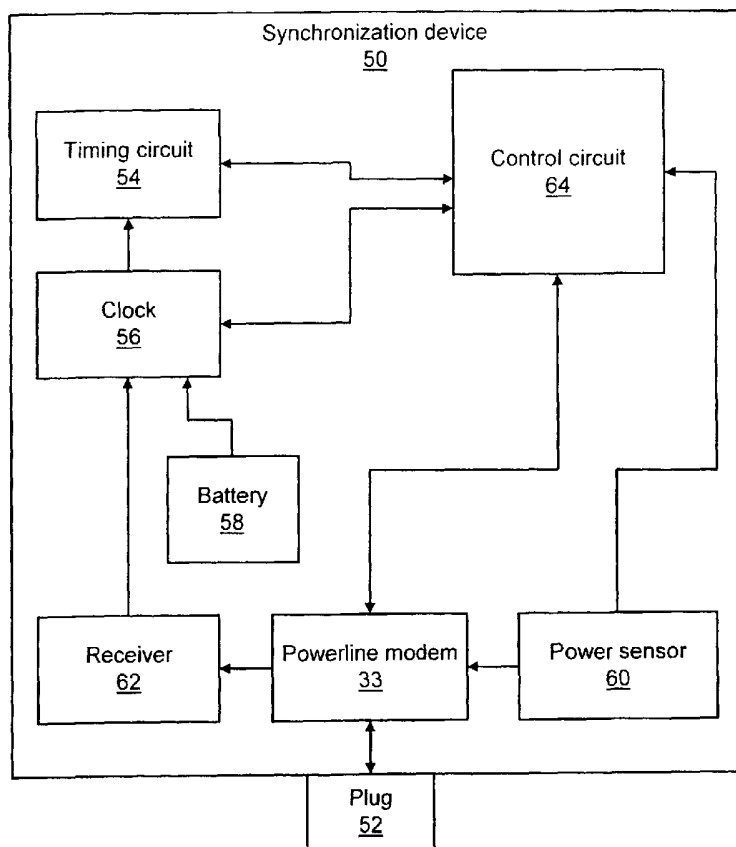 Synchronization device
50
Timing circuit
54
Control circuit
64
Clock
56
Battery
58
Receiver
62
Powerline modem
33
Power sensor
60
Plug
52